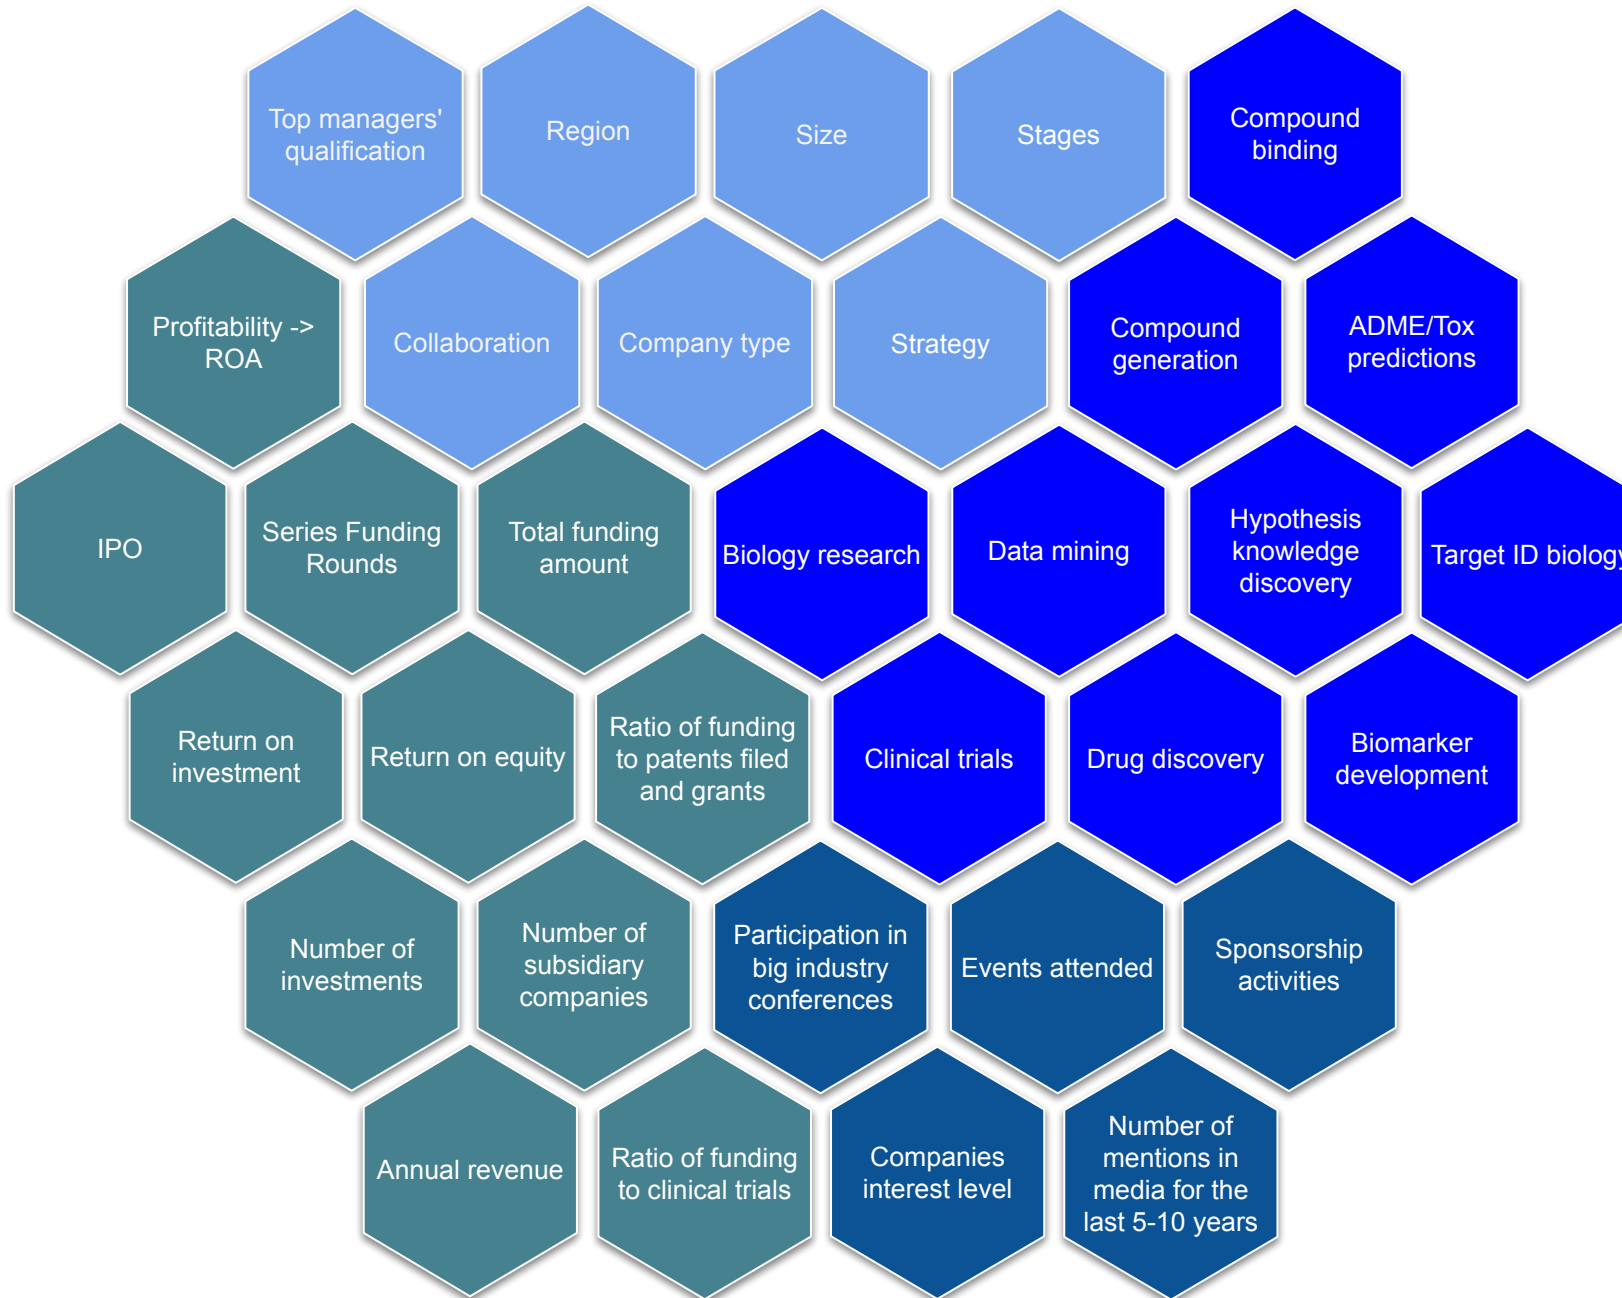 Top managers'
qualification
Region
Size
Stages
Compound
binding
Profitability ->
ROA
Collaboration
Company type
Strategy
Compound
generation
ADME/Tox
predictions
IPO
Series Funding
Rounds
Total funding
amount
Biology research
Data mining
Hypothesis
knowledge
discovery
Target ID biology
Return on
investment
Return on equity
Ratio of funding
to patents filed
and grants
Clinical trials
Drug discovery
Biomarker
development
Number of
investments
Number of
subsidiary
companies
Participation in
big industry
conferences
Events attended
Sponsorship
activities
Annual revenue
Ratio of funding
to clinical trials
Companies
interest level
Number of
mentions in
media for the
last 5-10 years